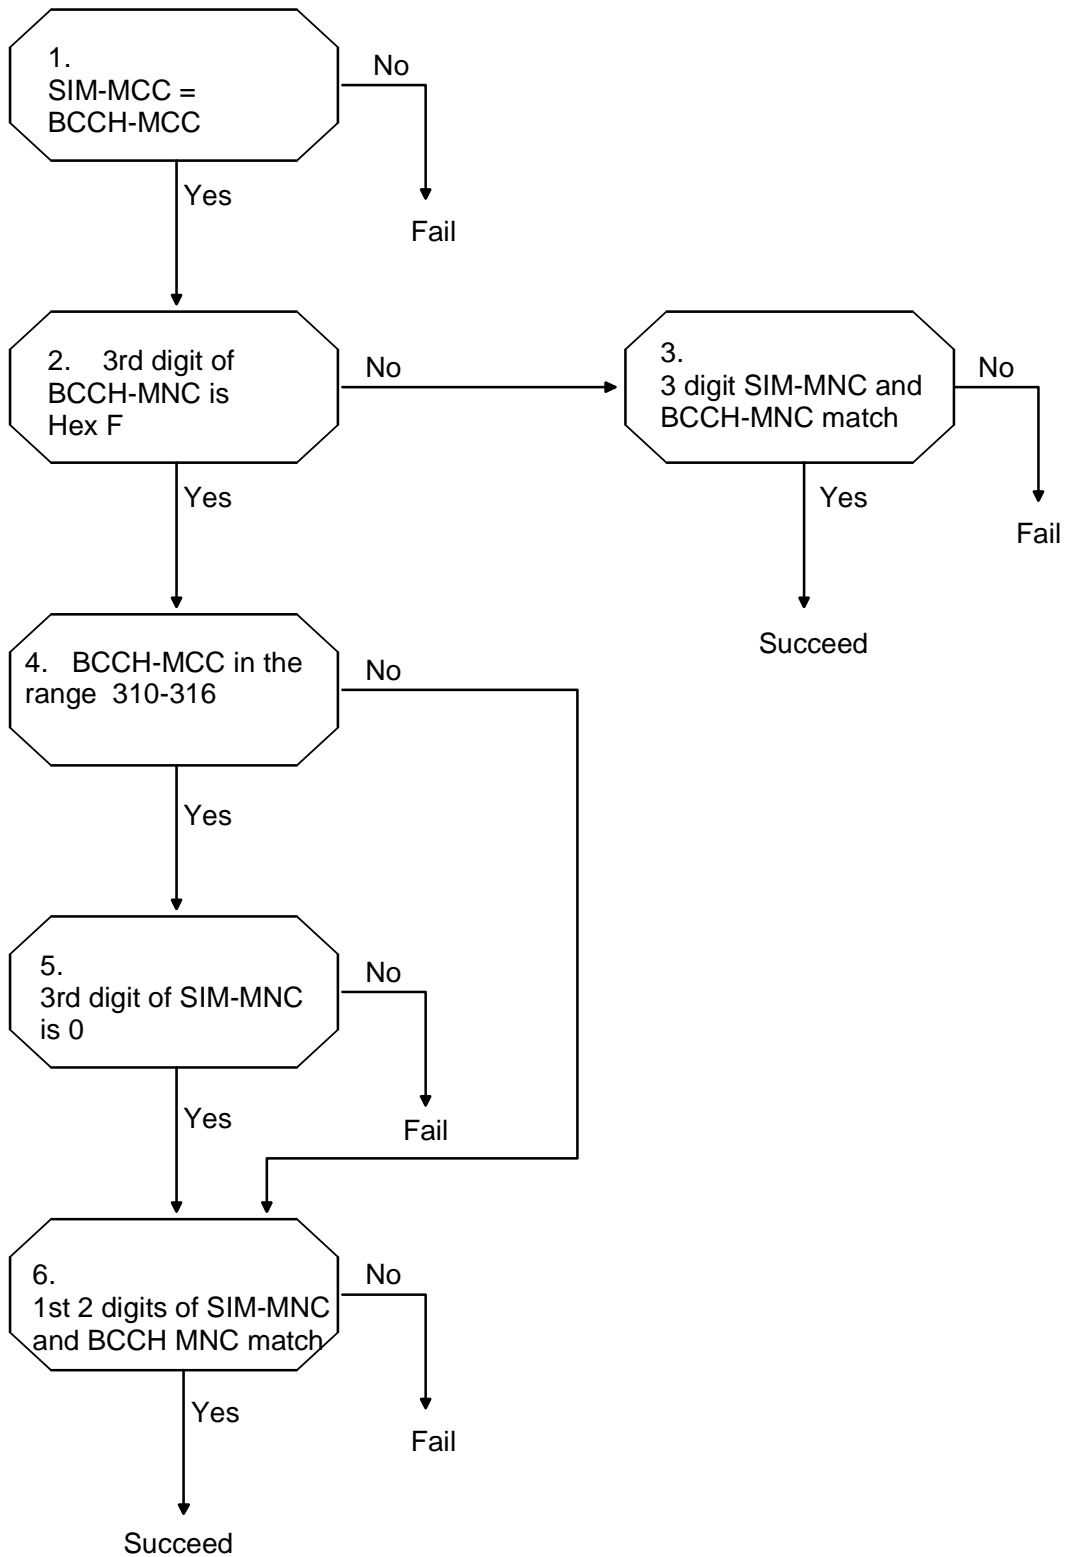 1.
SIM-MCC =
BCCH-MCC
No
Yes
Fail
2. 3rd digit of
BCCH-MNC is
Hex F
No
3.
3 digit SIM-MNC and
BCCH-MNC match
No
Yes
Yes
Fail
Succeed
4. BCCH-MCC in the
range 310-316
No
Yes
5.
3rd digit of SIM-MNC
is 0
No
Yes
Fail
6.
1st 2 digits of SIM-MNC
and BCCH MNC match
No
Yes
Fail
Succeed